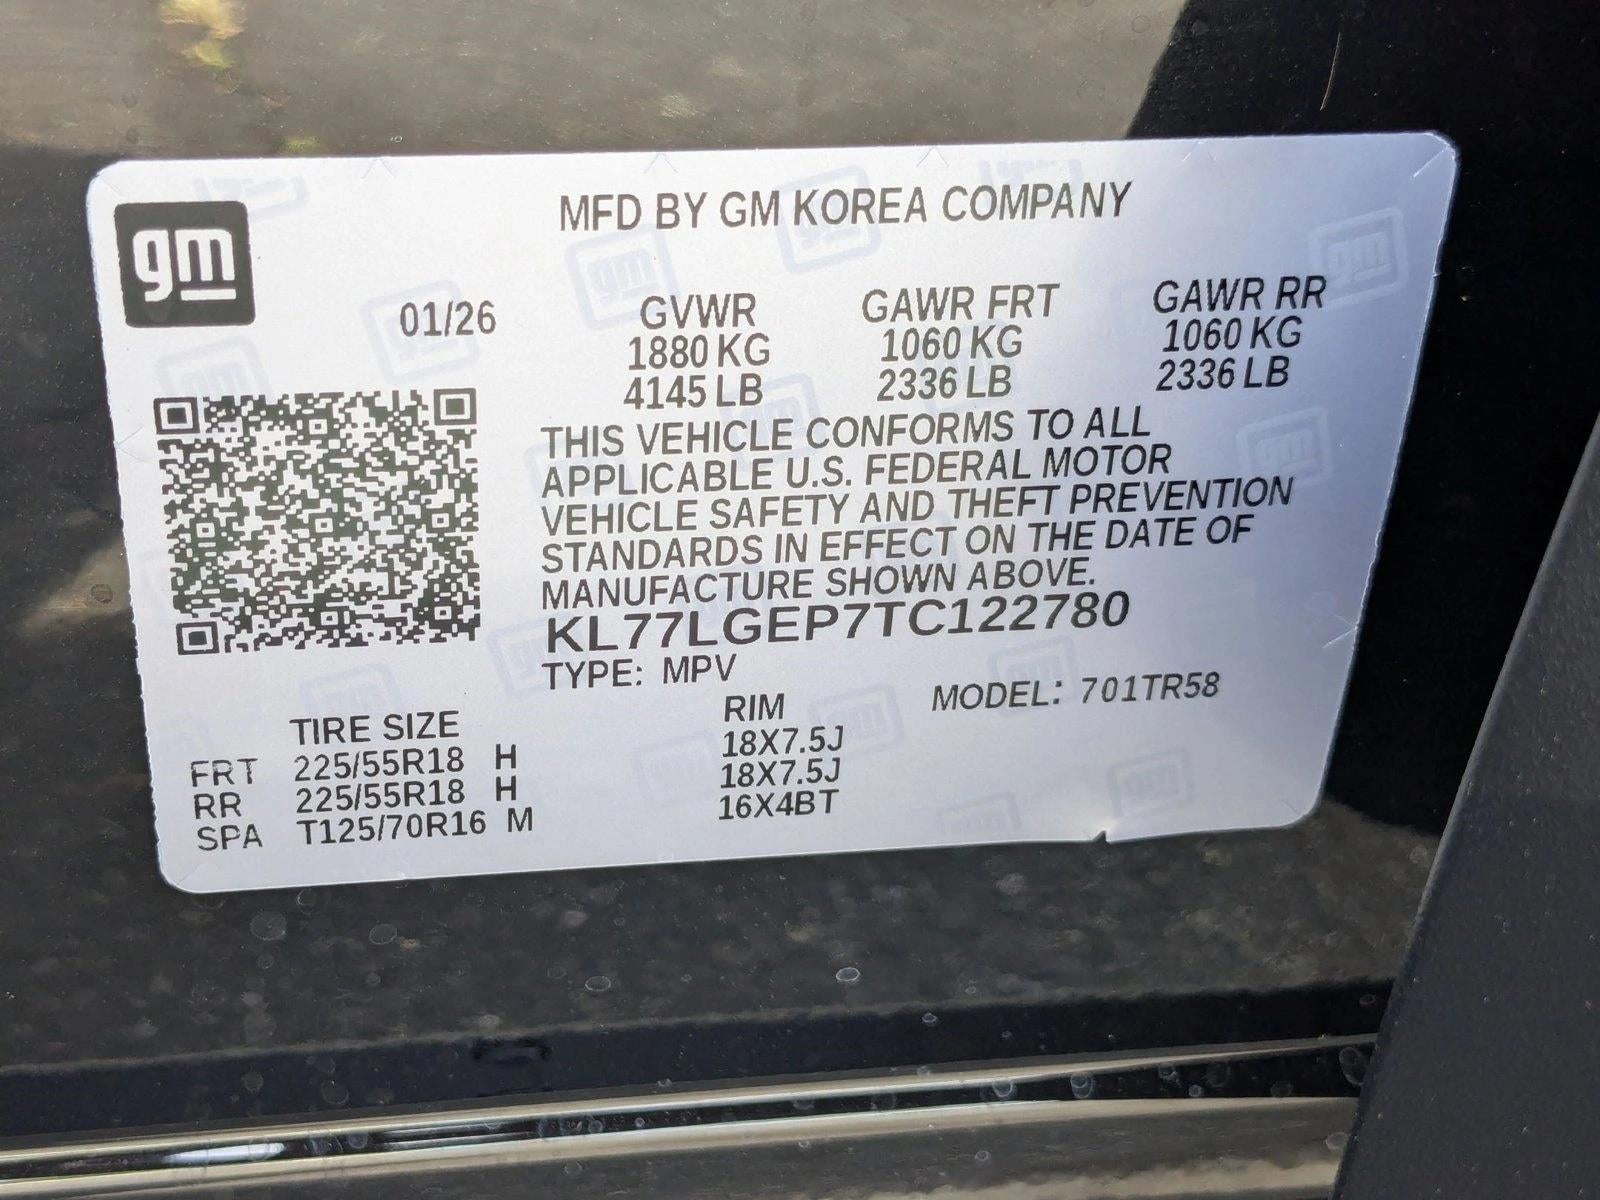 gm
MFD BY GM KOREA COMPANY
01/26
GVWR GAWR FRT GAWR RR
1880 KG 1060 KG 1060 KG
4145 LB 2336 LB 2336 LB
THIS VEHICLE CONFORMS TO ALL
APPLICABLE U.S. FEDERAL MOTOR
VEHICLE SAFETY AND THEFT PREVENTION
STANDARDS IN EFFECT ON THE DATE OF
MANUFACTURE SHOWN ABOVE.
KL77LGEP7TC122780
TYPE: MPV
MODEL: 701TR58
TIRE SIZE RIM
FRT 225/55R18 H 18X7.5J
RR 225/55R18 H 18X7.5J
SPA T125/70R16 M 16X4BT